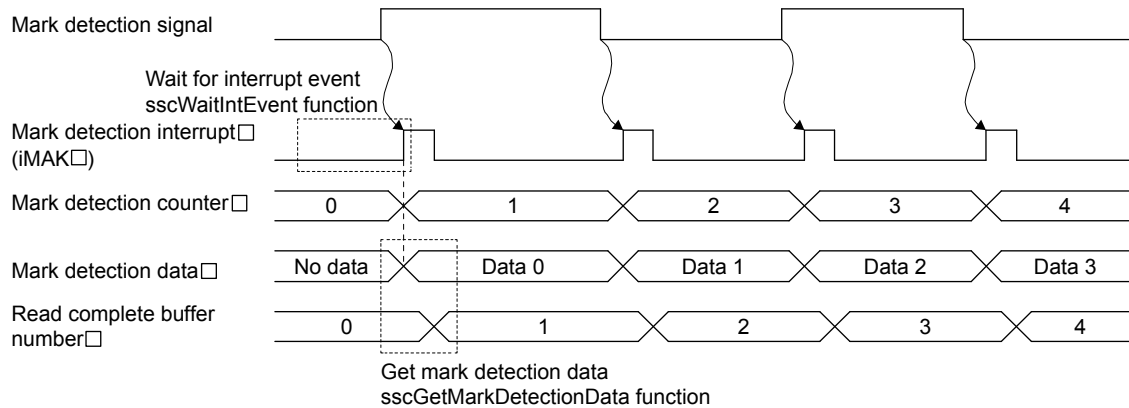 Mark detection signal
Wait for interrupt event
sscWaitIntEvent function
Mark detection interrupt□
(iMAK□)
Mark detection counter□
0 1 2 3 4
Mark detection data□
No data Data 0 Data 1 Data 2 Data 3
Read complete buffer
number□
0 1 2 3 4
Get mark detection data
sscGetMarkDetectionData function